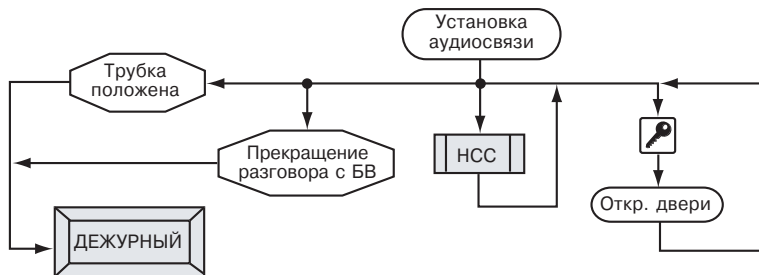 Установка
аудиосвязи
Трубка
положена
Прекращение
разговора с БВ
НСС
Откр. двери
ДЕЖУРНЫЙ